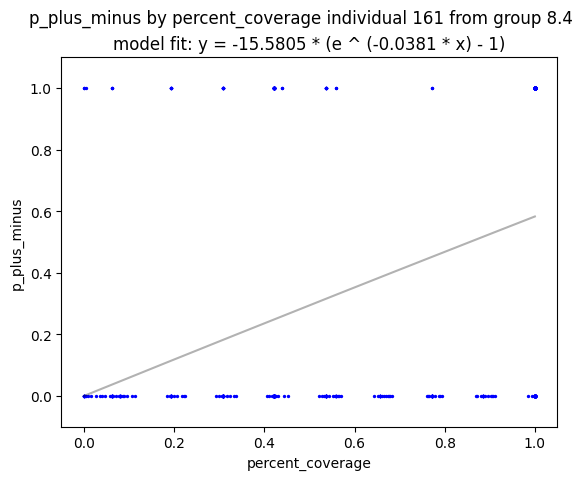 p_plus_minus by percent_coverage individual 161 from group 8.4
model fit: y = -15.5805 * (e ^ (-0.0381 * x) - 1)
1.0
0.8
0.6
0.4
0.2
0.0
p_plus_minus
0.0 0.2 0.4 0.6 0.8 1.0
percent_coverage